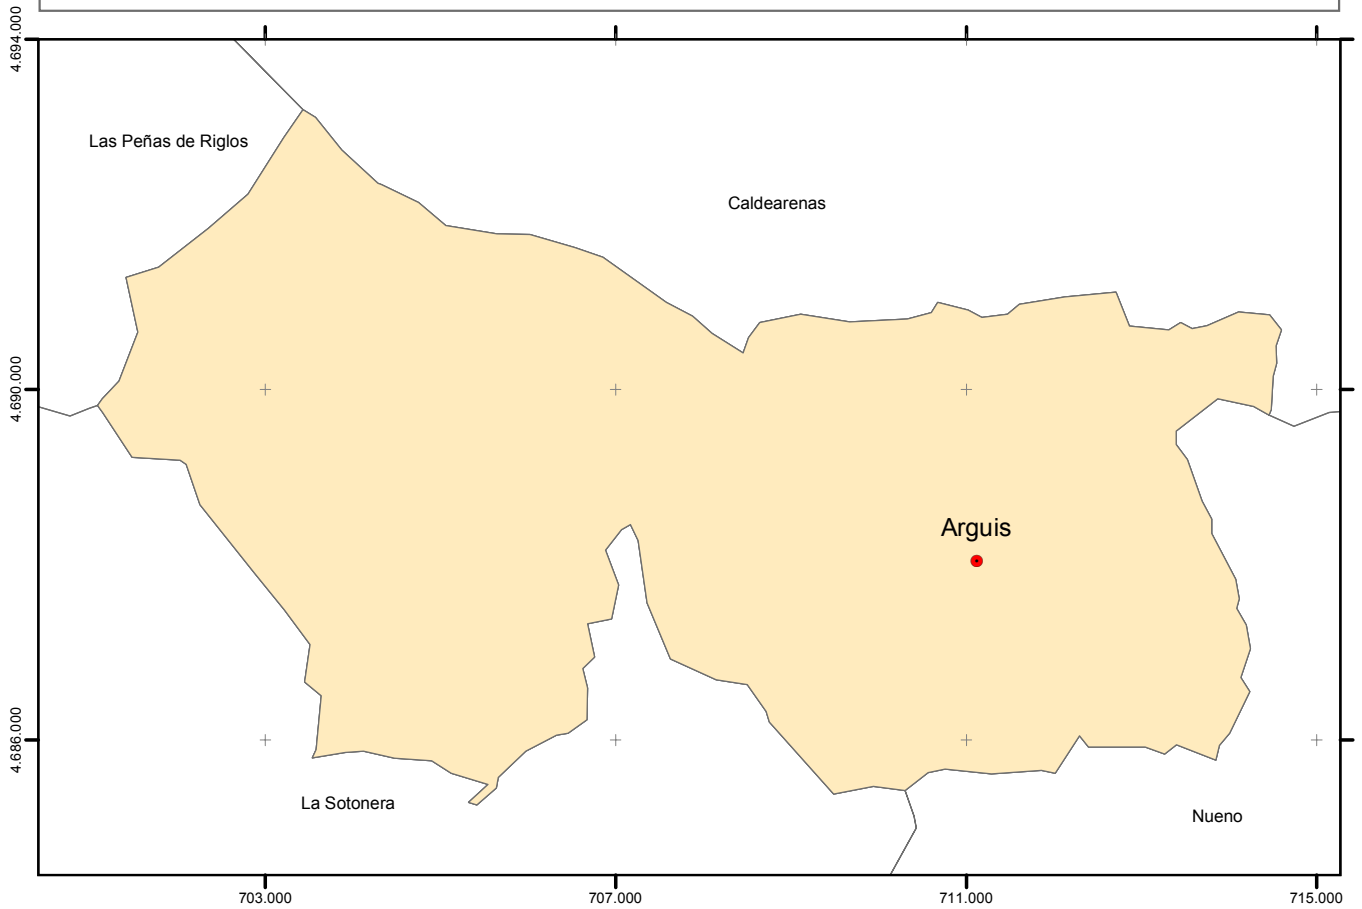 4.694.000
Las Peñas de Riglos
Caldearenas
4.690.000
Arguis
4.686.000
La Sotonera
Nueno
703.000
707.000
711.000
715.000